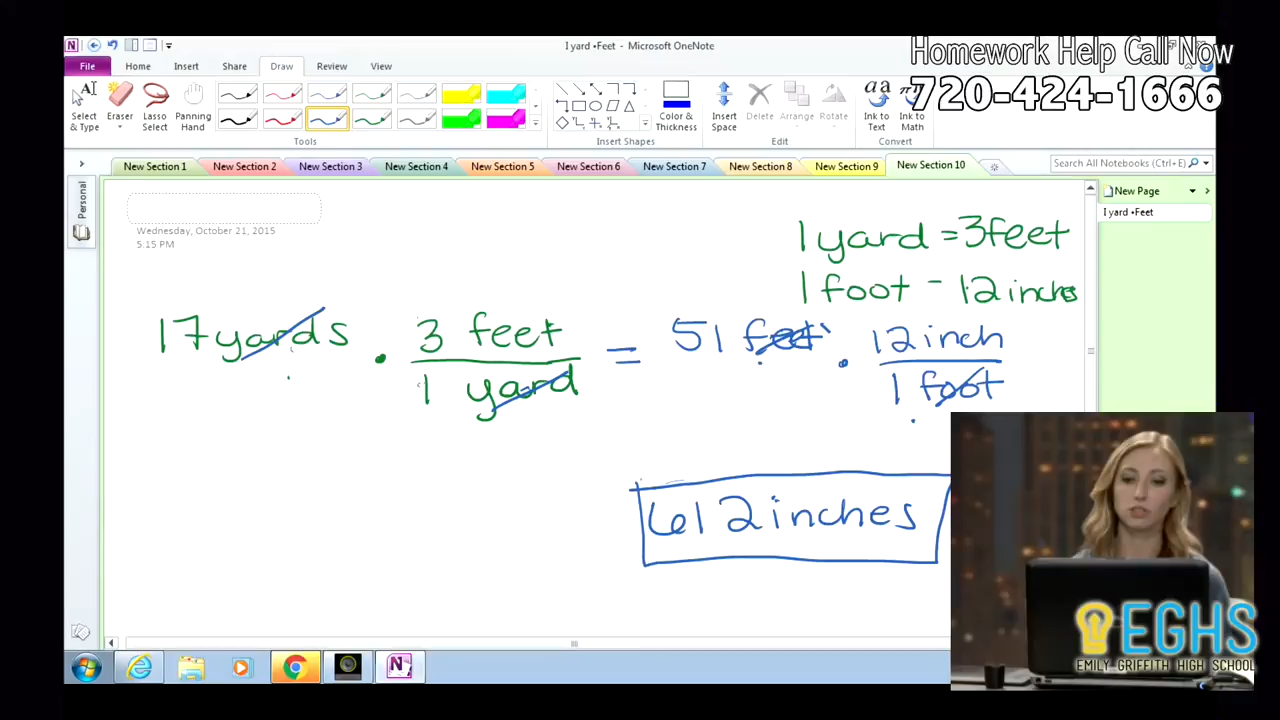 1 yard •Feet - Microsoft OneNote
Homework Help Call Now
720-424-1666
File Home Insert Share Draw Review View
Select & Type
Eraser
Lasso Select
Panning Hand
Color & Thickness
Insert Space
Delete
Arrange
Rotate
Ink to Text
Ink to Math
Tools Insert Shapes Edit Convert
New Section 1 New Section 2 New Section 3 New Section 4 New Section 5 New Section 6 New Section 7 New Section 8 New Section 9 New Section 10
Search All Notebooks (Ctrl+E)
New Page
1 yard •Feet
Personal
Wednesday, October 21, 2015
5:15 PM
1 yard = 3 feet
1 foot - 12 inches
17 yards • 3 feet / 1 yard = 51 feet • 12 inch / 1 foot
612 inches
EGHS
EMILY GRIFFITH HIGH SCHOOL